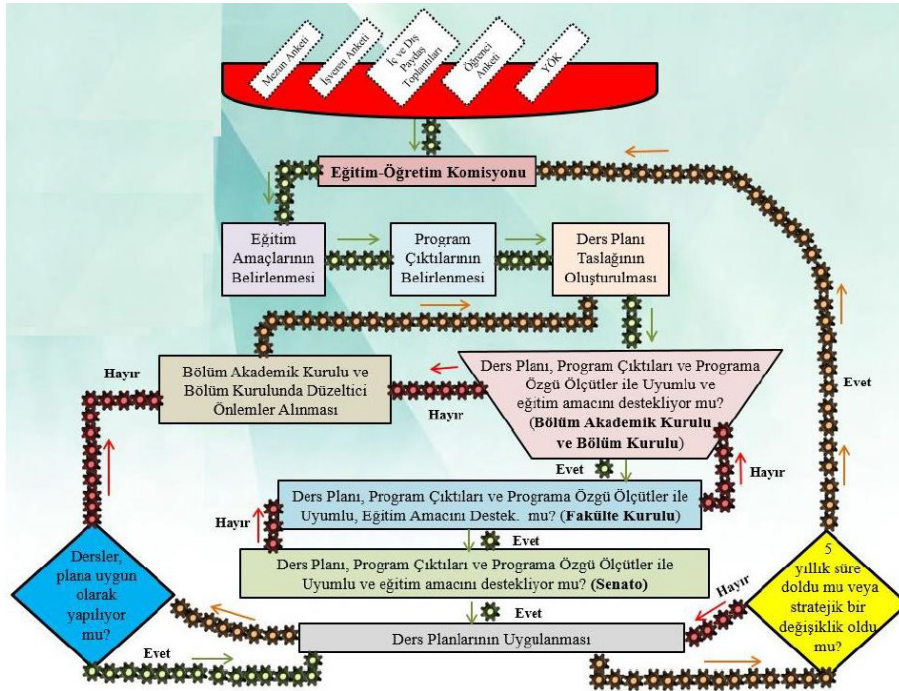 Mezun Anketi
İşveren Anketi
İç ve Dış
Paydaş
Toplantıları
Öğrenci
Anketi
YÖK
Eğitim-Öğretim Komisyonu
Eğitim
Amaçlarının
Belirlenmesi
Program
Çıktılarının
Belirlenmesi
Ders Planı
Taslağının
Oluşturulması
Hayır
Bölüm Akademik Kurulu ve
Bölüm Kurulunda Düzeltici
Önlemler Alınması
Hayır
Ders Planı, Program Çıktıları ve Programa
Özgü Ölçütler ile Uyumlu ve
eğitim amacını destekliyor mu?
(Bölüm Akademik Kurulu
ve Bölüm Kurulu)
Evet
Evet
Hayır
Ders Planı, Program Çıktıları ve Programa Özgü Ölçütler ile
Uyumlu, Eğitim Amacını Destek. mu? (Fakülte Kurulu)
Hayır
Evet
Ders Planı, Program Çıktıları ve Programa Özgü Ölçütler ile
Uyumlu ve eğitim amacını destekliyor mu? (Senato)
Evet
Dersler,
plana uygun
olarak
yapılıyor
mu?
Evet
Ders Planlarının Uygulanması
Hayır
5
yıllık süre
doldu mu veya
stratejik bir
değişiklik oldu
mu?